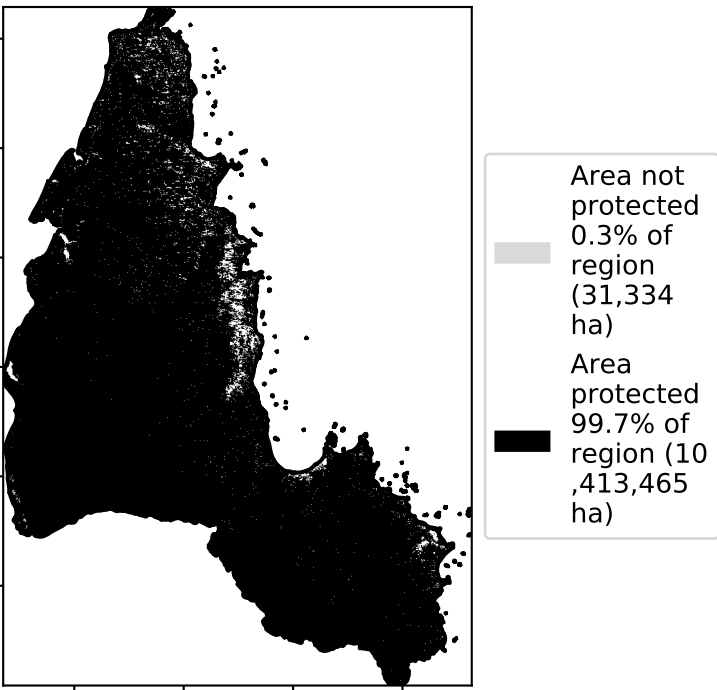 Area not
protected
0.3% of
region
(31,334
ha)
Area
protected
99.7% of
region (10
,413,465
ha)